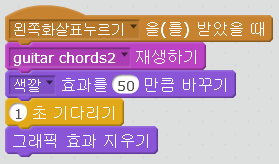 왼쪽화살표누르기 을(를) 받았을 때
guitar chords2 재생하기
색깔 효과를 50 만큼 바꾸기
1 초 기다리기
그래픽 효과 지우기